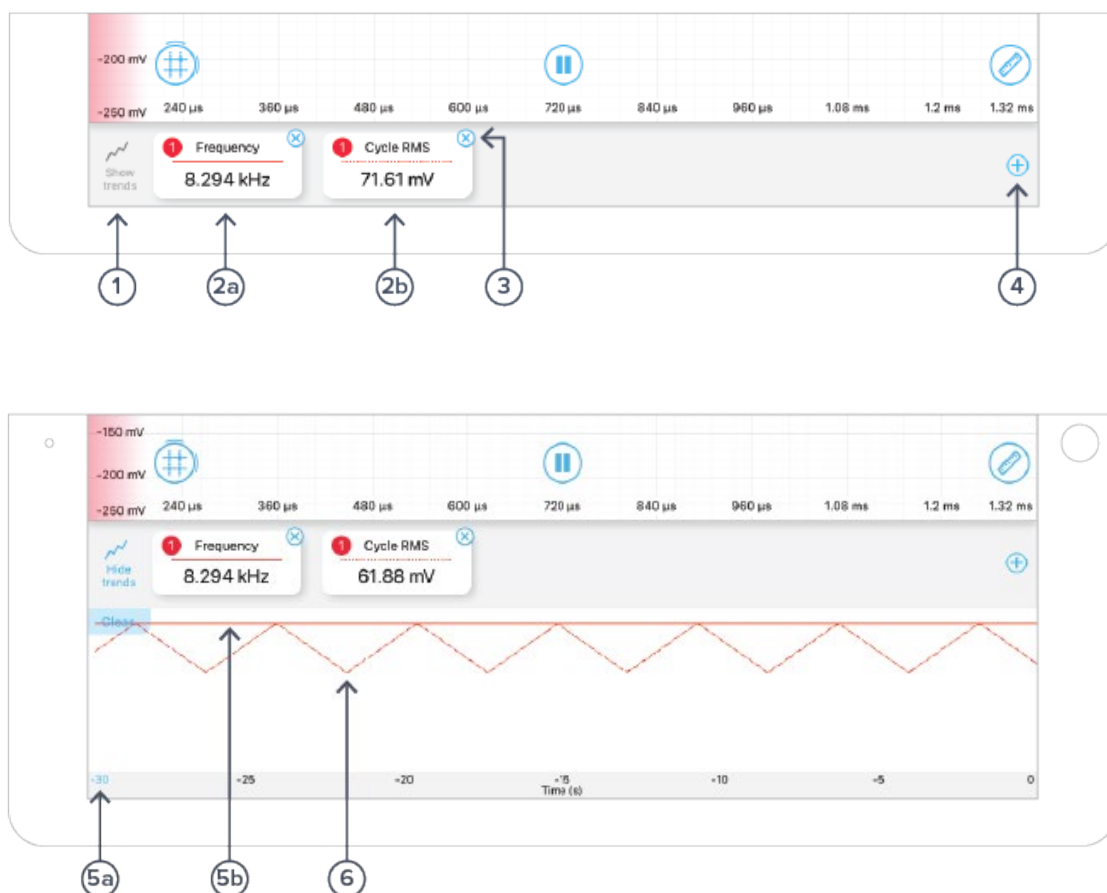 -200 mV
-250 mV
240 µs 360 µs 480 µs 600 µs 720 µs 840 µs 960 µs 1.08 ms 1.2 ms 1.32 ms
Show
trends
1 Frequency
8.294 kHz
1 Cycle RMS
71.61 mV
1 2a 2b 3 4
-150 mV
-200 mV
-250 mV
240 µs 360 µs 480 µs 600 µs 720 µs 840 µs 960 µs 1.08 ms 1.2 ms 1.32 ms
Hide
trends
1 Frequency
8.294 kHz
1 Cycle RMS
61.88 mV
Clear
-30 -25 -20 -15 -10 -5 0
Time (s)
5a 5b 6